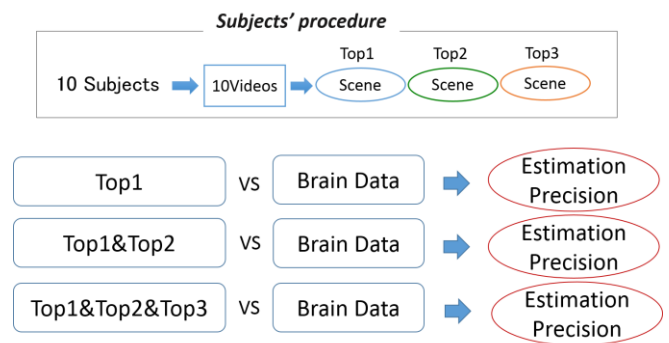 Subjects' procedure
Top1 Top2 Top3
10 Subjects 10Videos Scene Scene Scene
Top1 VS Brain Data Estimation
Precision
Top1&Top2 VS Brain Data Estimation
Precision
Top1&Top2&Top3 VS Brain Data Estimation
Precision